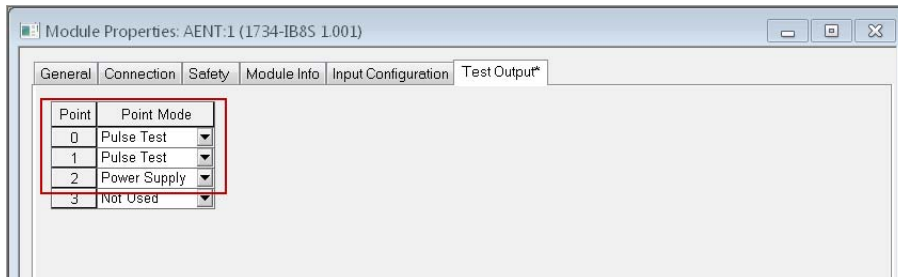 Module Properties: AENT:1 (1734-IB8S 1.001)
General Connection Safety Module Info Input Configuration Test Output*
Point Point Mode
0 Pulse Test
1 Pulse Test
2 Power Supply
3 Not Used